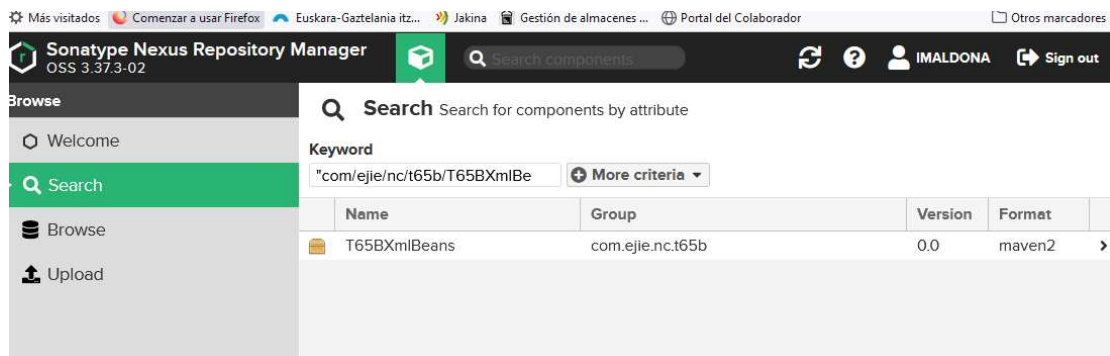 Más visitados Comenzar a usar Firefox Euskara-Gaztelania itz... Jakina Gestión de almacenes ... Portal del Colaborador Otros marcadores
Sonatype Nexus Repository Manager
OSS 3.37.3-02
Search components
IMALDONA Sign out
Browse
Welcome
Search
Browse
Upload
Search Search for components by attribute
Keyword
"com/ejie/nc/t65b/T65BXmlBe More criteria
Name Group Version Format
T65BXmlBeans com.ejie.nc.t65b 0.0 maven2